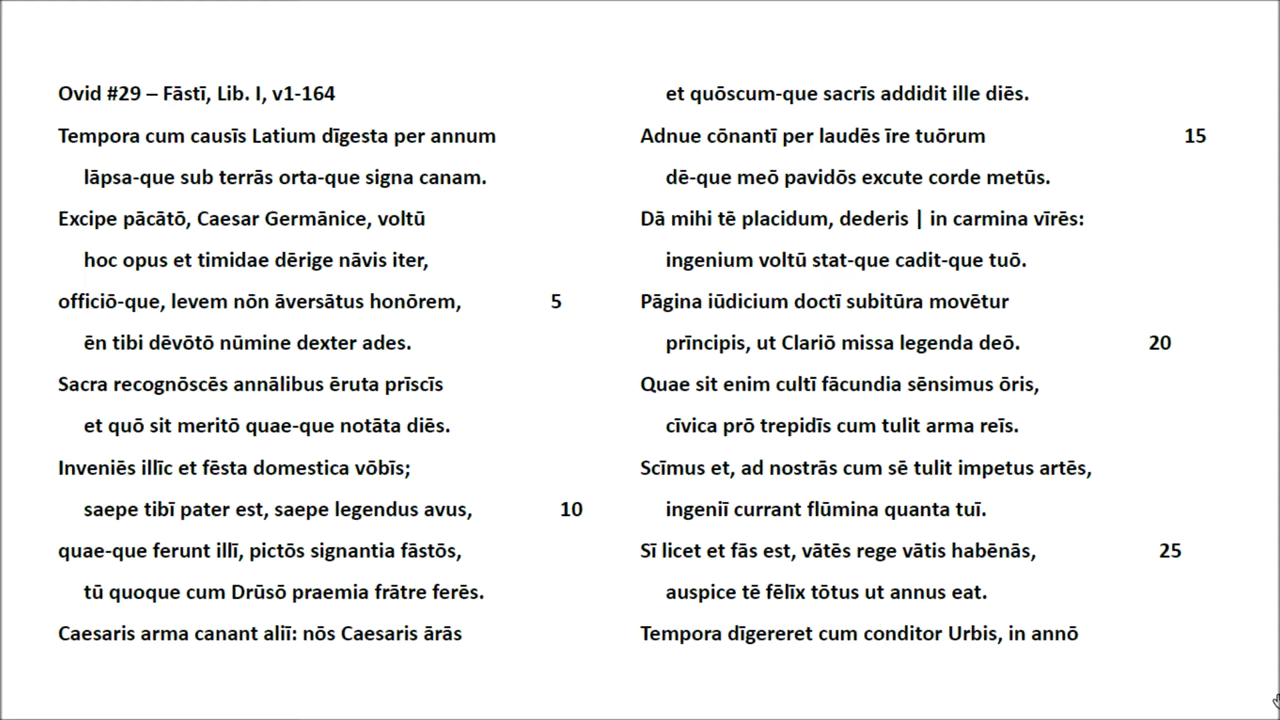 Ovid #29 – Fāstī, Lib. I, v1-164
Tempora cum causīs Latium dīgesta per annum
lāpsa-que sub terrās orta-que signa canam.
Excipe pācātō, Caesar Germānice, voltū
hoc opus et timidae dērige nāvis iter,
officiō-que, levem nōn āversātus honōrem, 5
ēn tibi dēvōtō nūmine dexter ades.
Sacra recognōscēs annālibus ēruta prīscīs
et quō sit meritō quae-que notāta diēs.
Inveniēs illīc et fēsta domestica vōbīs;
saepe tibī pater est, saepe legendus avus, 10
quae-que ferunt illī, pictōs signantia fāstōs,
tū quoque cum Drūsō praemia frātre ferēs.
Caesaris arma canant aliī: nōs Caesaris ārās
et quōscum-que sacrīs addidit ille diēs.
Adnue cōnantī per laudēs īre tuōrum 15
dē-que meō pavidōs excute corde metūs.
Dā mihi tē placidum, dederis | in carmina vīrēs:
ingenium voltū stat-que cadit-que tuō.
Pāgina iūdicium doctī subitūra movētur
prīncipis, ut Clariō missa legenda deō. 20
Quae sit enim cultī fācundia sēnsimus ōris,
cīvica prō trepidīs cum tulit arma reīs.
Scīmus et, ad nostrās cum sē tulit impetus artēs,
ingeniī currant flūmina quanta tuī.
Sī licet et fās est, vātēs rege vātis habēnās, 25
auspice tē fēlīx tōtus ut annus eat.
Tempora dīgereret cum conditor Urbis, in annō